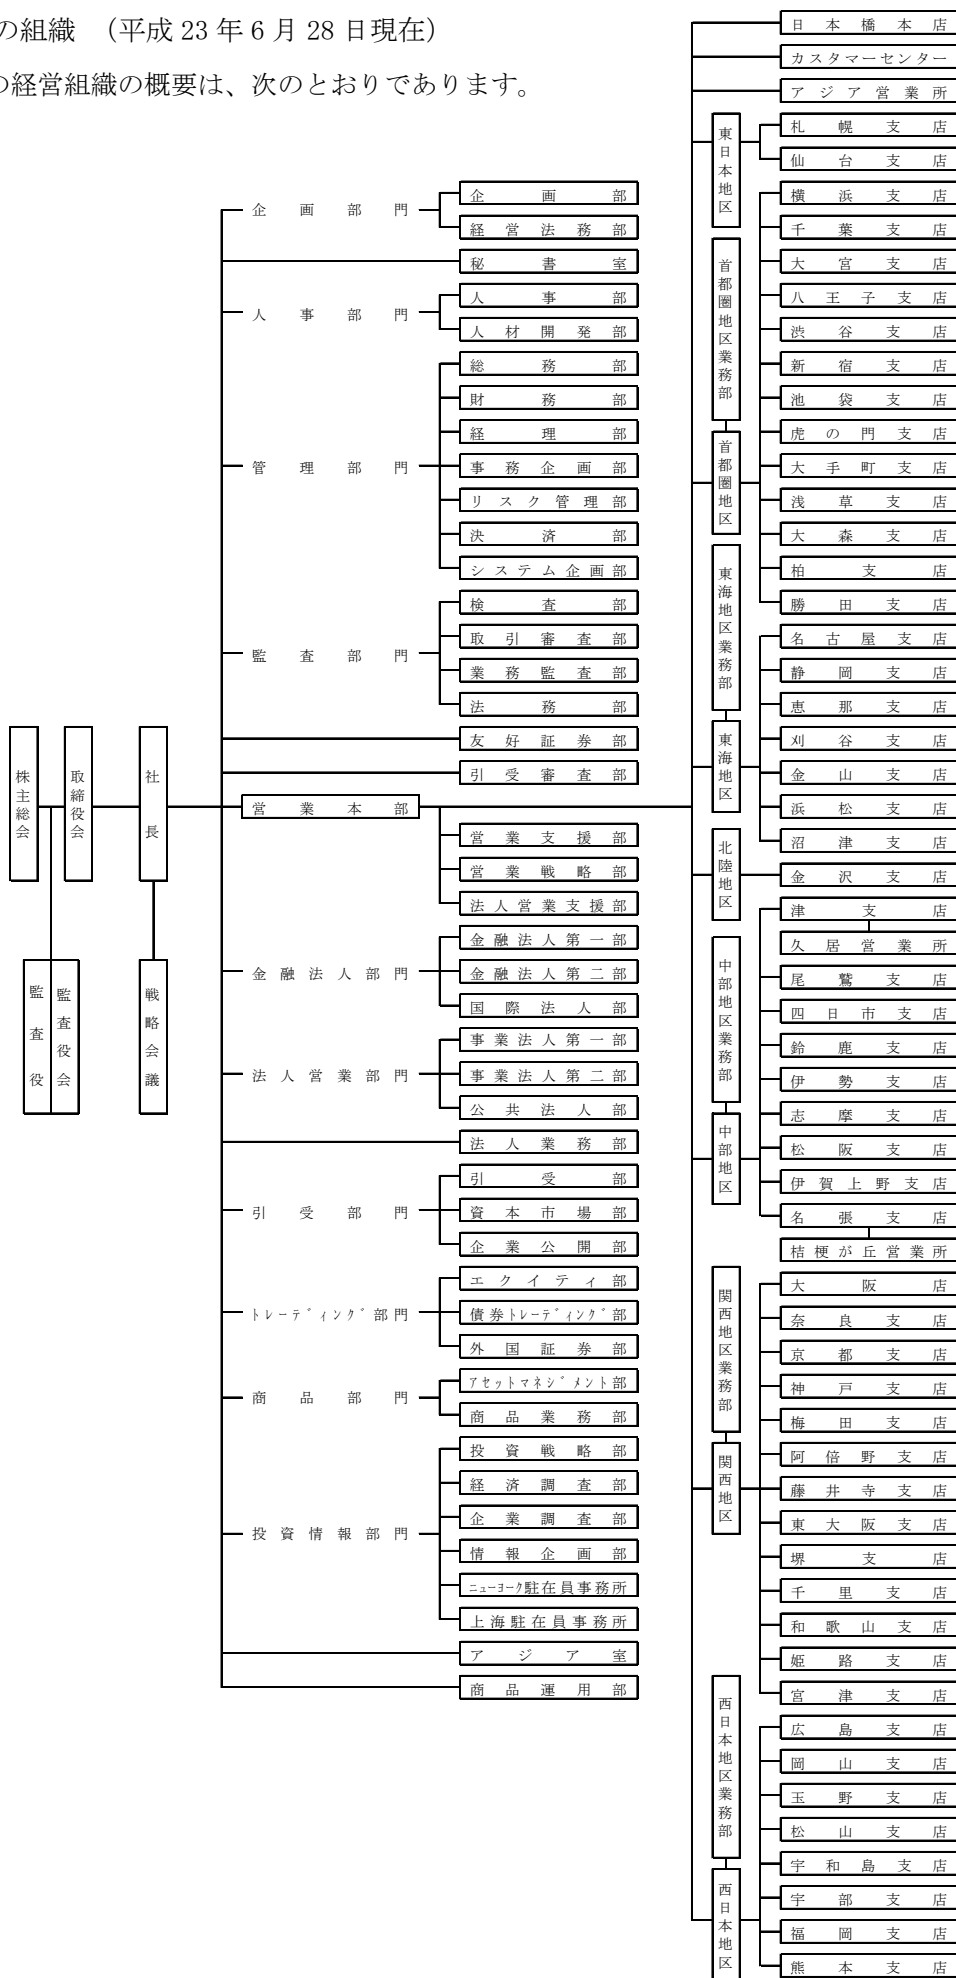 の組織 （平成 23 年 6 月 28 日現在）
の経営組織の概要は、次のとおりであります。
株主総会
取締役会
社長
監査役
監査役会
戦略会議
企画部門
企画部
経営法務部
秘書室
人事部門
人事部
人材開発部
管理部門
総務部
財務部
経理部
事務企画部
リスク管理部
決済部
システム企画部
監査部門
検査部
取引審査部
業務監査部
法務部
友好証券部
引受審査部
営業本部
営業支援部
営業戦略部
法人営業支援部
金融法人部門
金融法人第一部
金融法人第二部
国際法人部
法人営業部門
事業法人第一部
事業法人第二部
公共法人部
法人業務部
引受部門
引受部
資本市場部
企業公開部
ﾄﾚｰﾃﾞｨﾝｸﾞ部門
エクイティ部
債券ﾄﾚｰﾃﾞｨﾝｸﾞ部
外国証券部
商品部門
ｱｾｯﾄﾏﾈｼﾞﾒﾝﾄ部
商品業務部
投資情報部門
投資戦略部
経済調査部
企業調査部
情報企画部
ﾆｭｰﾖｰｸ駐在員事務所
上海駐在員事務所
アジア室
商品運用部
日本橋本店
カスタマーセンター
アジア営業所
東日本地区
札幌支店
仙台支店
首都圏地区業務部
首都圏地区
横浜支店
千葉支店
大宮支店
八王子支店
渋谷支店
新宿支店
池袋支店
虎の門支店
大手町支店
浅草支店
大森支店
柏支店
勝田支店
東海地区業務部
東海地区
名古屋支店
静岡支店
恵那支店
刈谷支店
金山支店
浜松支店
沼津支店
北陸地区
金沢支店
中部地区業務部
中部地区
津支店
久居営業所
尾鷲支店
四日市支店
鈴鹿支店
伊勢支店
志摩支店
松阪支店
伊賀上野支店
名張支店
桔梗が丘営業所
関西地区業務部
関西地区
大阪店
奈良支店
京都支店
神戸支店
梅田支店
阿倍野支店
藤井寺支店
東大阪支店
堺支店
千里支店
和歌山支店
姫路支店
宮津支店
西日本地区業務部
西日本地区
広島支店
岡山支店
玉野支店
松山支店
宇和島支店
宇部支店
福岡支店
熊本支店